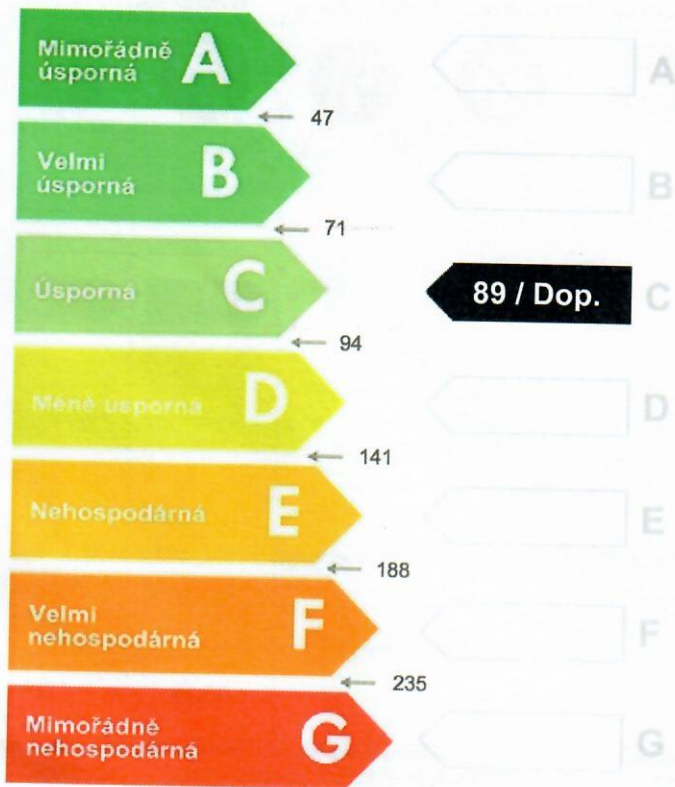 Mimořádně
úsporná
A
A
47
Velmi
úsporná
B
B
71
Úsporná
C
89 / Dop.
C
94
Méně úsporná
D
D
141
Nehospodárná
E
E
188
Velmi
nehospodárná
F
F
235
Mimořádně
nehospodárná
G
G